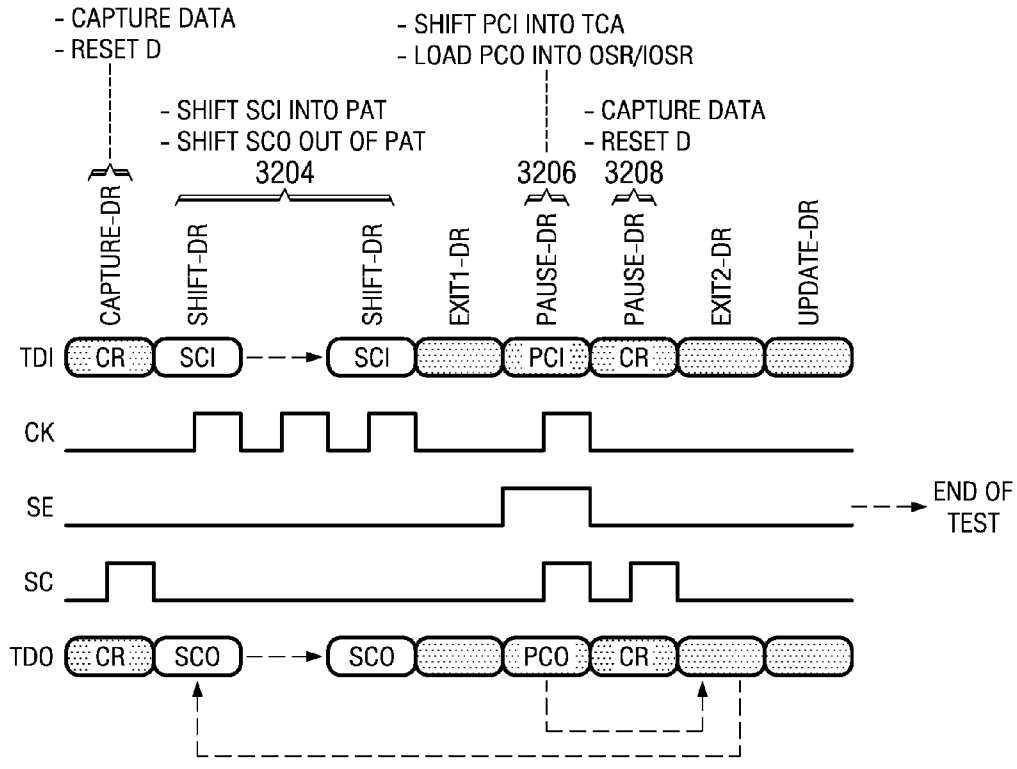 - CAPTURE DATA
- RESET D
- SHIFT PCI INTO TCA
- LOAD PCO INTO OSR/IOSR
- SHIFT SCI INTO PAT
- SHIFT SCO OUT OF PAT
- CAPTURE DATA
- RESET D
3204
3206
3208
CAPTURE-DR
SHIFT-DR
SHIFT-DR
EXIT1-DR
PAUSE-DR
PAUSE-DR
EXIT2-DR
UPDATE-DR
TDI CR SCI SCI PCI CR
CK
SE
END OF
TEST
SC
TDO CR SCO SCO PCO CR